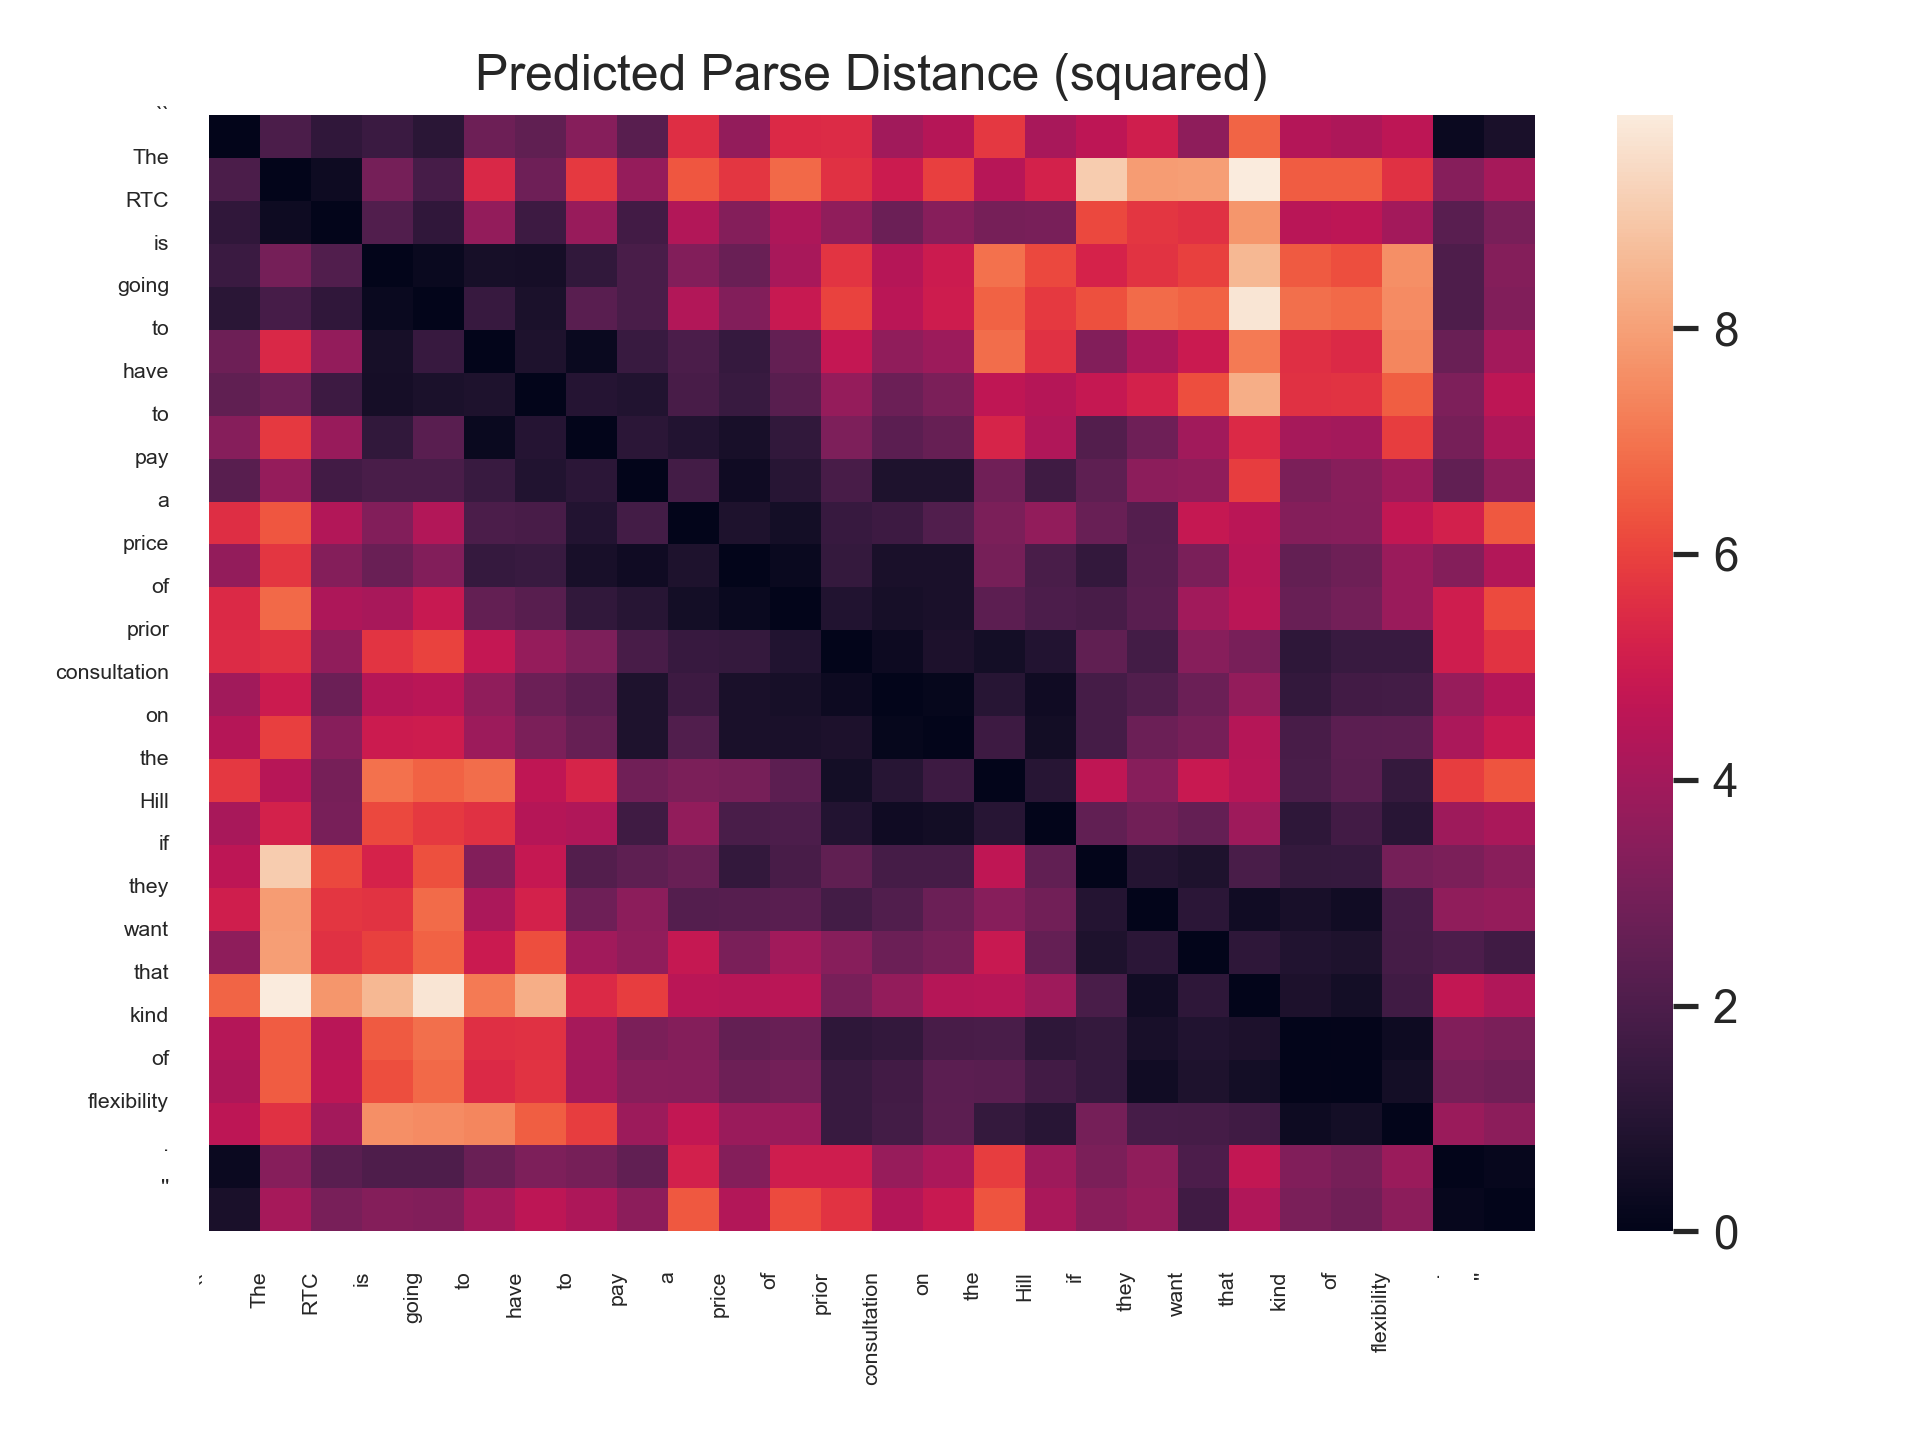 Predicted Parse Distance (squared)
``
The
RTC
is
going
to
have
to
pay
a
price
of
prior
consultation
on
the
Hill
if
they
want
that
kind
of
flexibility
.
''
8
6
4
2
0
``
The
RTC
is
going
to
have
to
pay
a
price
of
prior
consultation
on
the
Hill
if
they
want
that
kind
of
flexibility
.
''